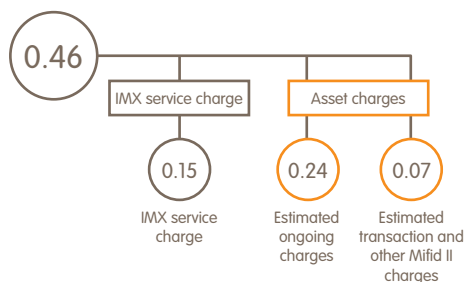 0.46
IMX service charge
Asset charges
0.15
0.24
0.07
IMX service
charge
Estimated
ongoing
charges
Estimated
transaction and
other Mifid II
charges